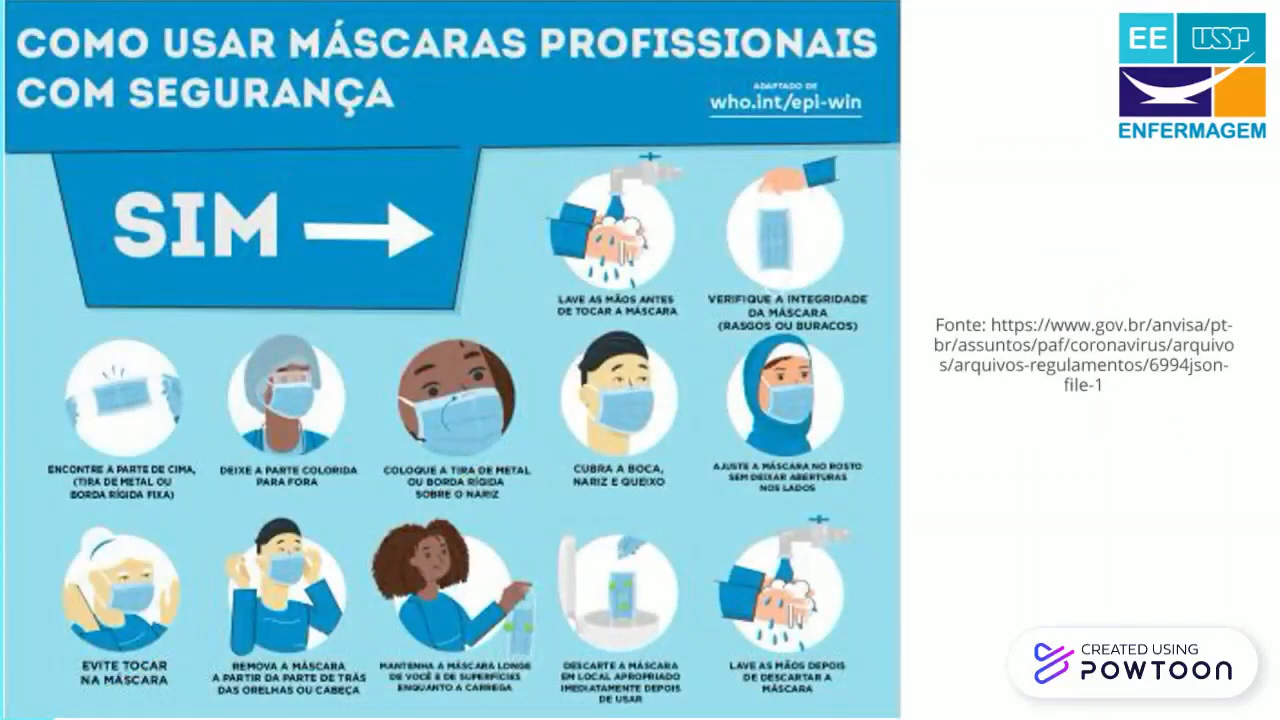 COMO USAR MÁSCARAS PROFISSIONAIS
COM SEGURANÇA
ADAPTADO DE
who.int/epi-win
SIM
LAVE AS MÃOS ANTES
DE TOCAR A MÁSCARA
VERIFIQUE A INTEGRIDADE
DA MÁSCARA
(RASGOS OU BURACOS)
ENCONTRE A PARTE DE CIMA,
(TIRA DE METAL OU
BORDA RÍGIDA FIXA)
DEIXE A PARTE COLORIDA
PARA FORA
COLOQUE A TIRA DE METAL
OU BORDA RÍGIDA
SOBRE O NARIZ
CUBRA A BOCA,
NARIZ E QUEIXO
AJUSTE A MÁSCARA NO ROSTO
SEM DEIXAR ABERTURAS
NOS LADOS
EVITE TOCAR
NA MÁSCARA
REMOVA A MÁSCARA
A PARTIR DA PARTE DE TRÁS
DAS ORELHAS OU CABEÇA
MANTENHA A MÁSCARA LONGE
DE VOCÊ E DE SUPERFÍCIES
ENQUANTO A CARREGA
DESCARTE A MÁSCARA
EM LOCAL APROPRIADO
IMEDIATAMENTE DEPOIS
DE USAR
LAVE AS MÃOS DEPOIS
DE DESCARTAR A
MÁSCARA
EE USP
ENFERMAGEM
Fonte: https://www.gov.br/anvisa/pt-
br/assuntos/paf/coronavirus/arquivo
s/arquivos-regulamentos/6994json-
file-1
CREATED USING
POWTOON